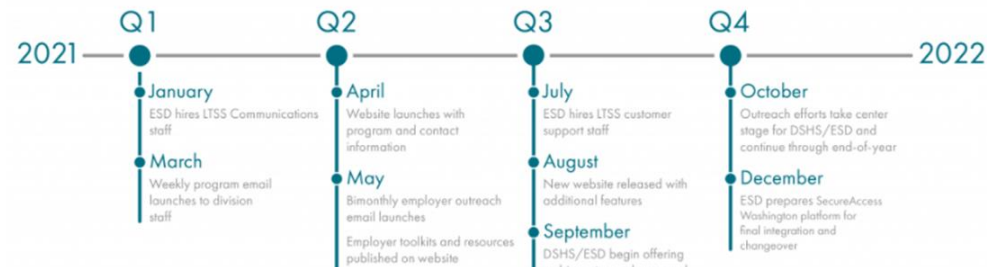 Q1
Q2
Q3
Q4
2021
2022
January
ESD hires LTSS Communications
staff
March
Weekly program email
launches to division
staff
April
Website launches with
program and contact
information
May
Bimonthly employer outreach
email launches
Employer toolkits and resources
published on website
July
ESD hires LTSS customer
support staff
August
New website released with
additional features
September
DSHS/ESD begin offering
October
Outreach efforts take center
stage for DSHS/ESD and
continue through end-of-year
December
ESD prepares SecureAccess
Washington platform for
final integration and
changeover